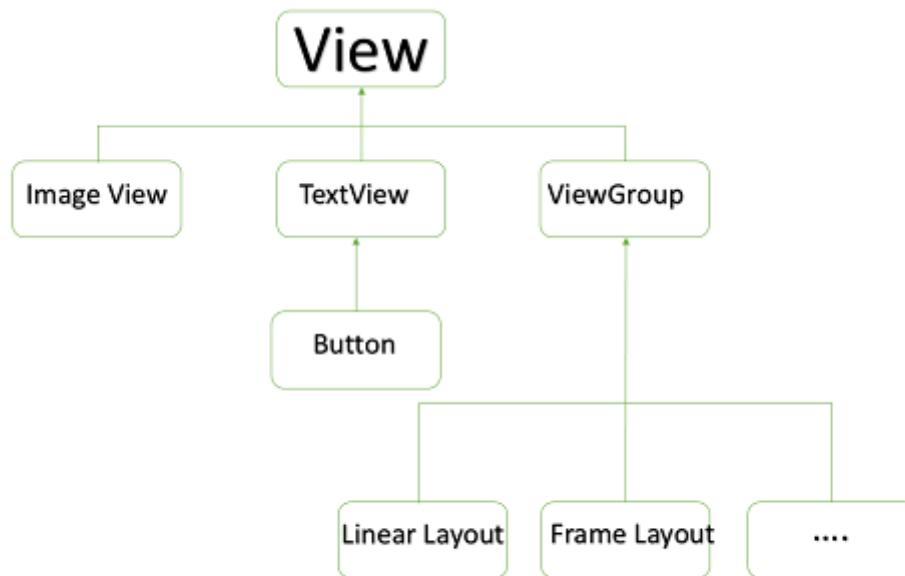 View
Image View
TextView
ViewGroup
Button
Linear Layout
Frame Layout
....